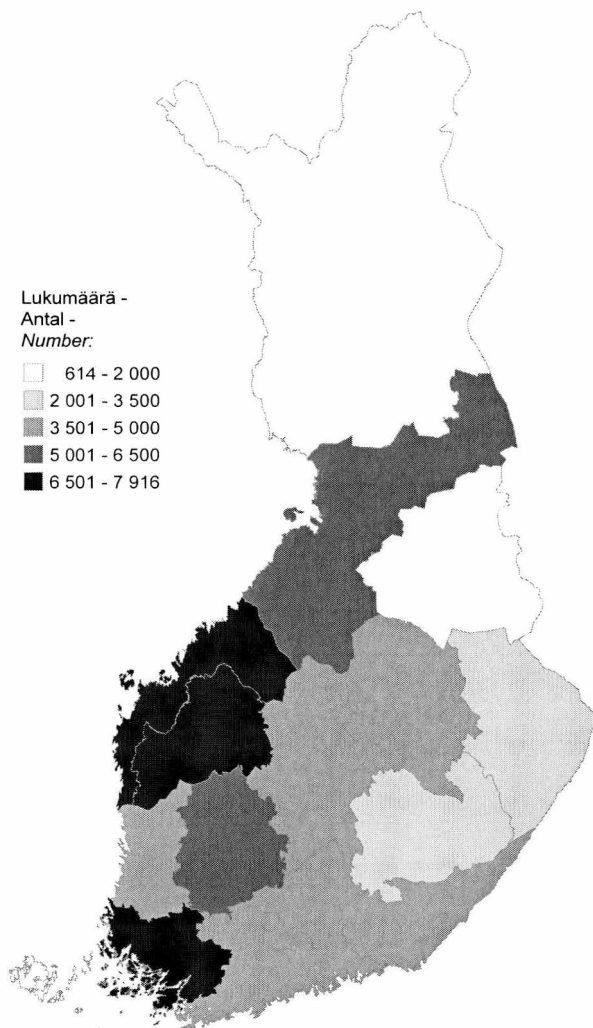 Lukumäärä -
Antal -
Number:
614 - 2 000
2 001 - 3 500
3 501 - 5 000
5 001 - 6 500
6 501 - 7 916